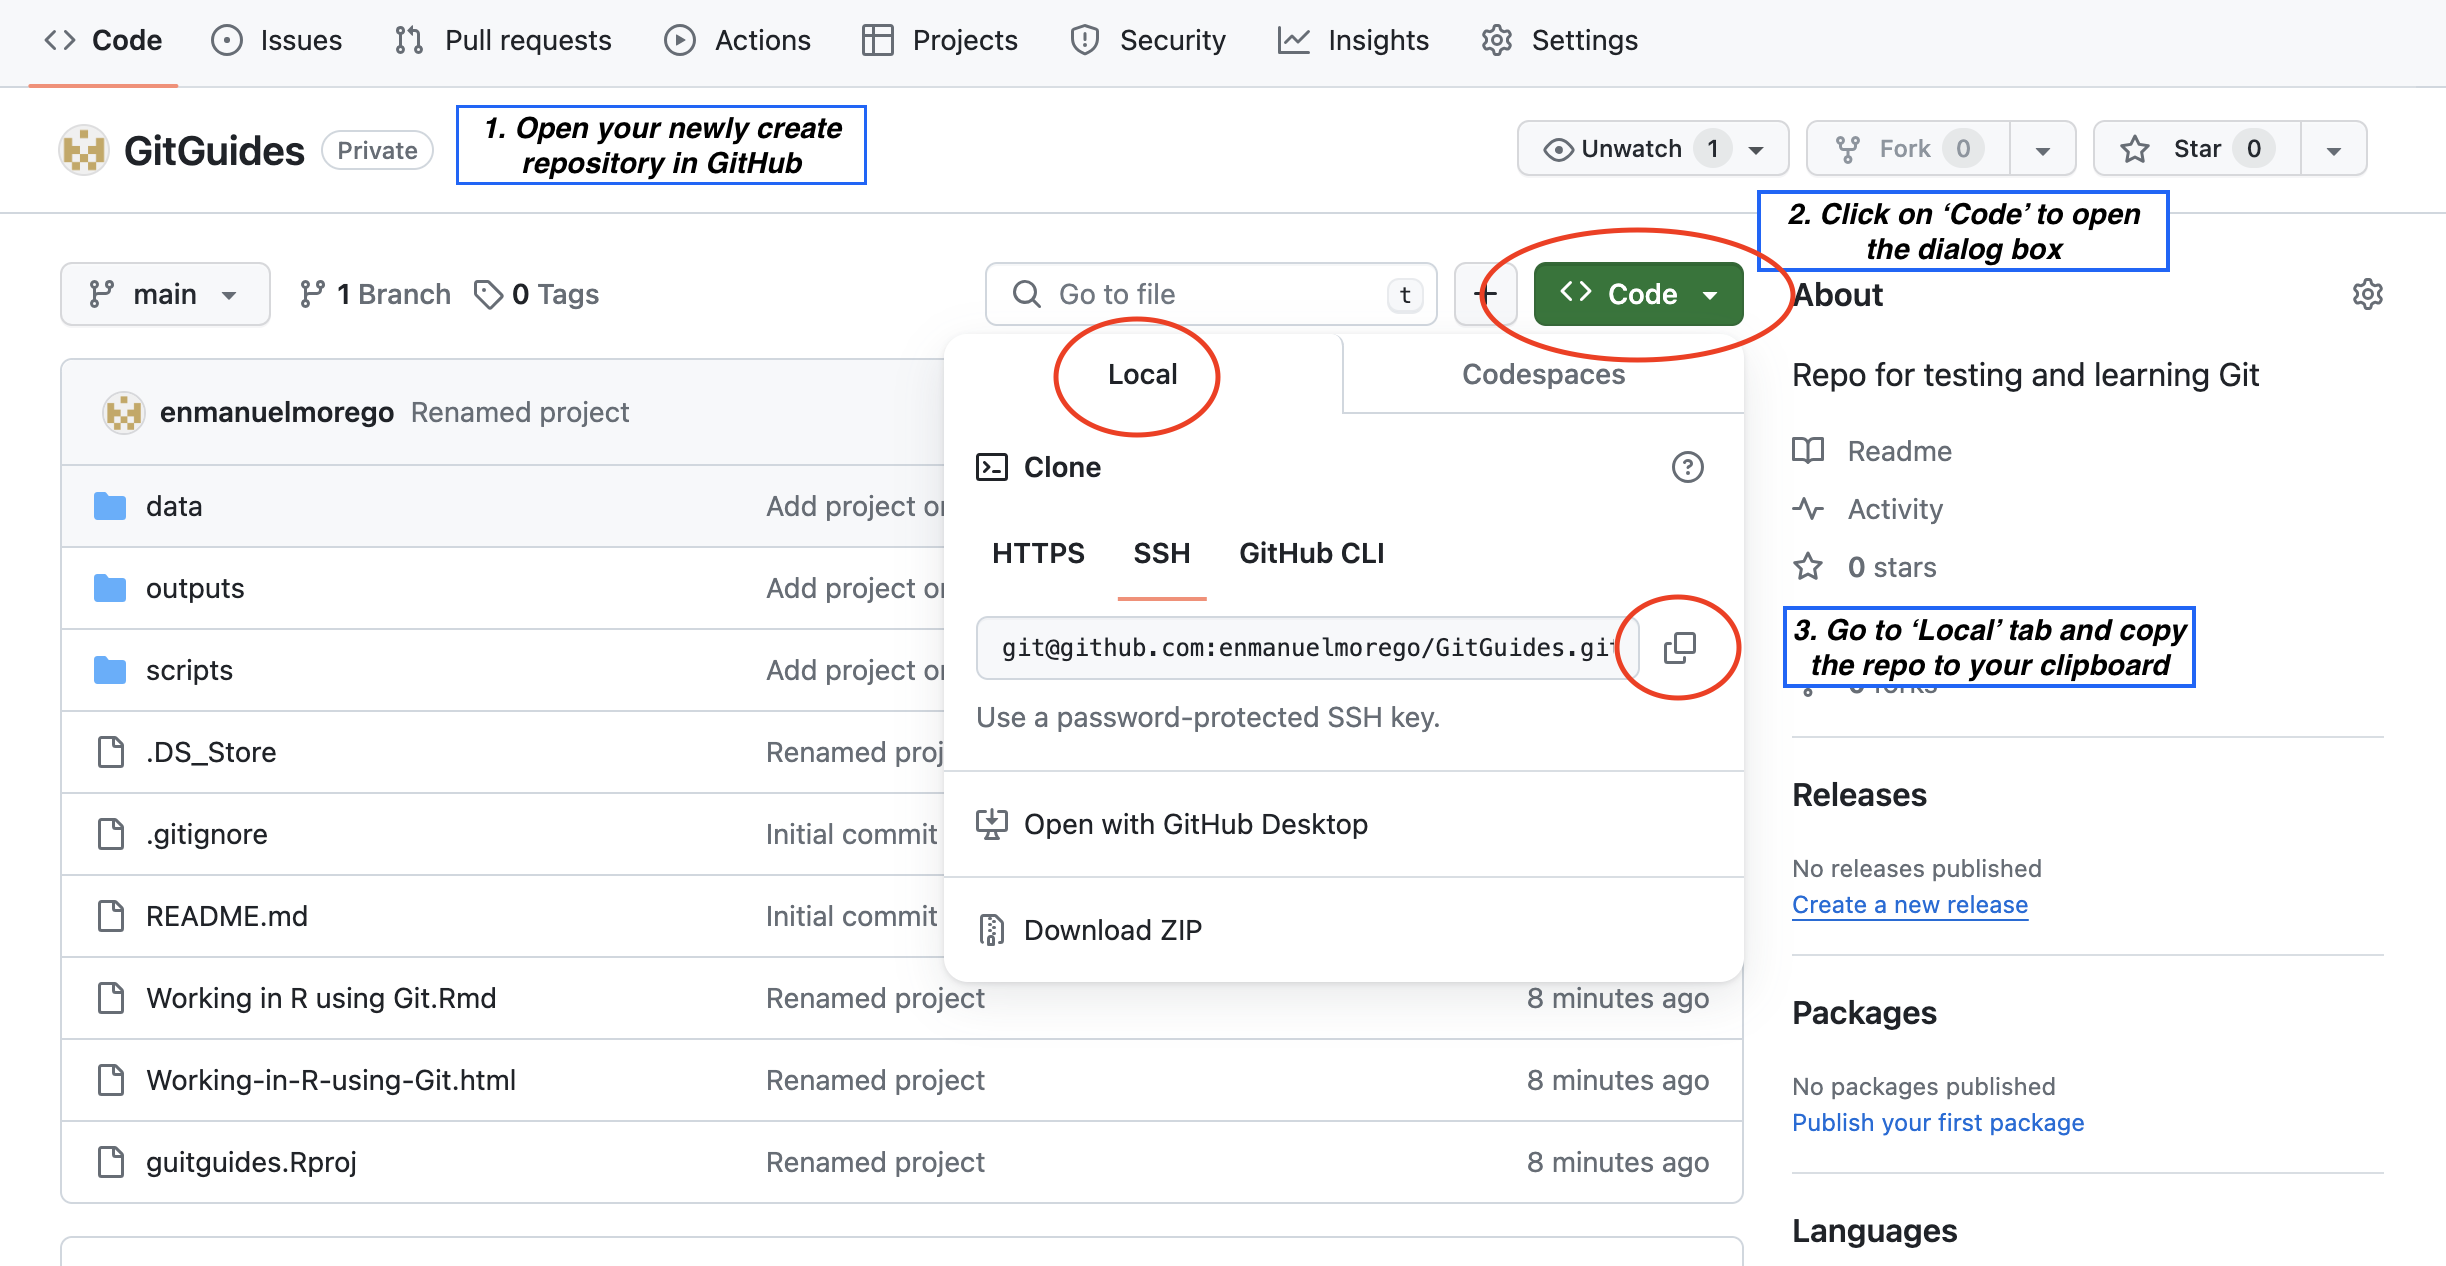 Code Issues Pull requests Actions Projects Security Insights Settings
GitGuides Private
1. Open your newly create
repository in GitHub
Unwatch 1 Fork 0 Star 0
2. Click on ‘Code’ to open
the dialog box
main 1 Branch 0 Tags Go to file t + Code
About
Repo for testing and learning Git
Readme
Activity
0 stars
3. Go to ‘Local’ tab and copy
the repo to your clipboard
0 forks
Releases
No releases published
Create a new release
Packages
No packages published
Publish your first package
Languages
Local Codespaces
Clone
HTTPS SSH GitHub CLI
git@github.com:enmanuelmorego/GitGuides.git
Use a password-protected SSH key.
Open with GitHub Desktop
Download ZIP
enmanuelmorego Renamed project
data Add project
outputs Add project
scripts Add project
.DS_Store Renamed
.gitignore Initial commit
README.md Initial commit
Working in R using Git.Rmd Renamed project 8 minutes ago
Working-in-R-using-Git.html Renamed project 8 minutes ago
guitguides.Rproj Renamed project 8 minutes ago